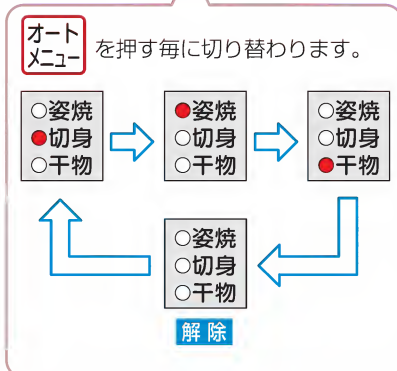 オート
メニュー
を押す毎に切り替わります。
○姿焼
●切身
○干物
●姿焼
○切身
○干物
○姿焼
○切身
●干物
○姿焼
○切身
○干物
解除